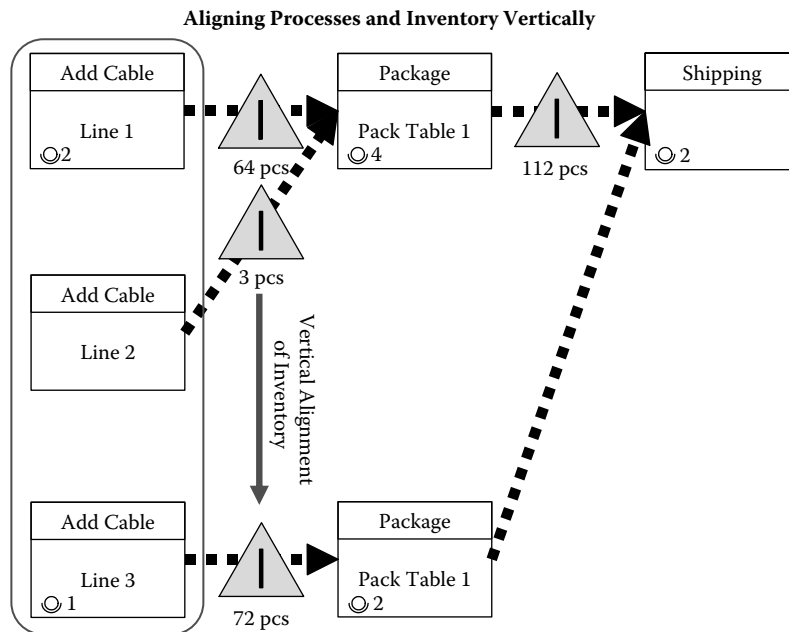 Aligning Processes and Inventory Vertically
Add Cable
Line 1
2
64 pcs
Package
Pack Table 1
4
112 pcs
Shipping
2
Add Cable
Line 2
3 pcs
Vertical Alignment
of Inventory
Add Cable
Line 3
1
72 pcs
Package
Pack Table 1
2